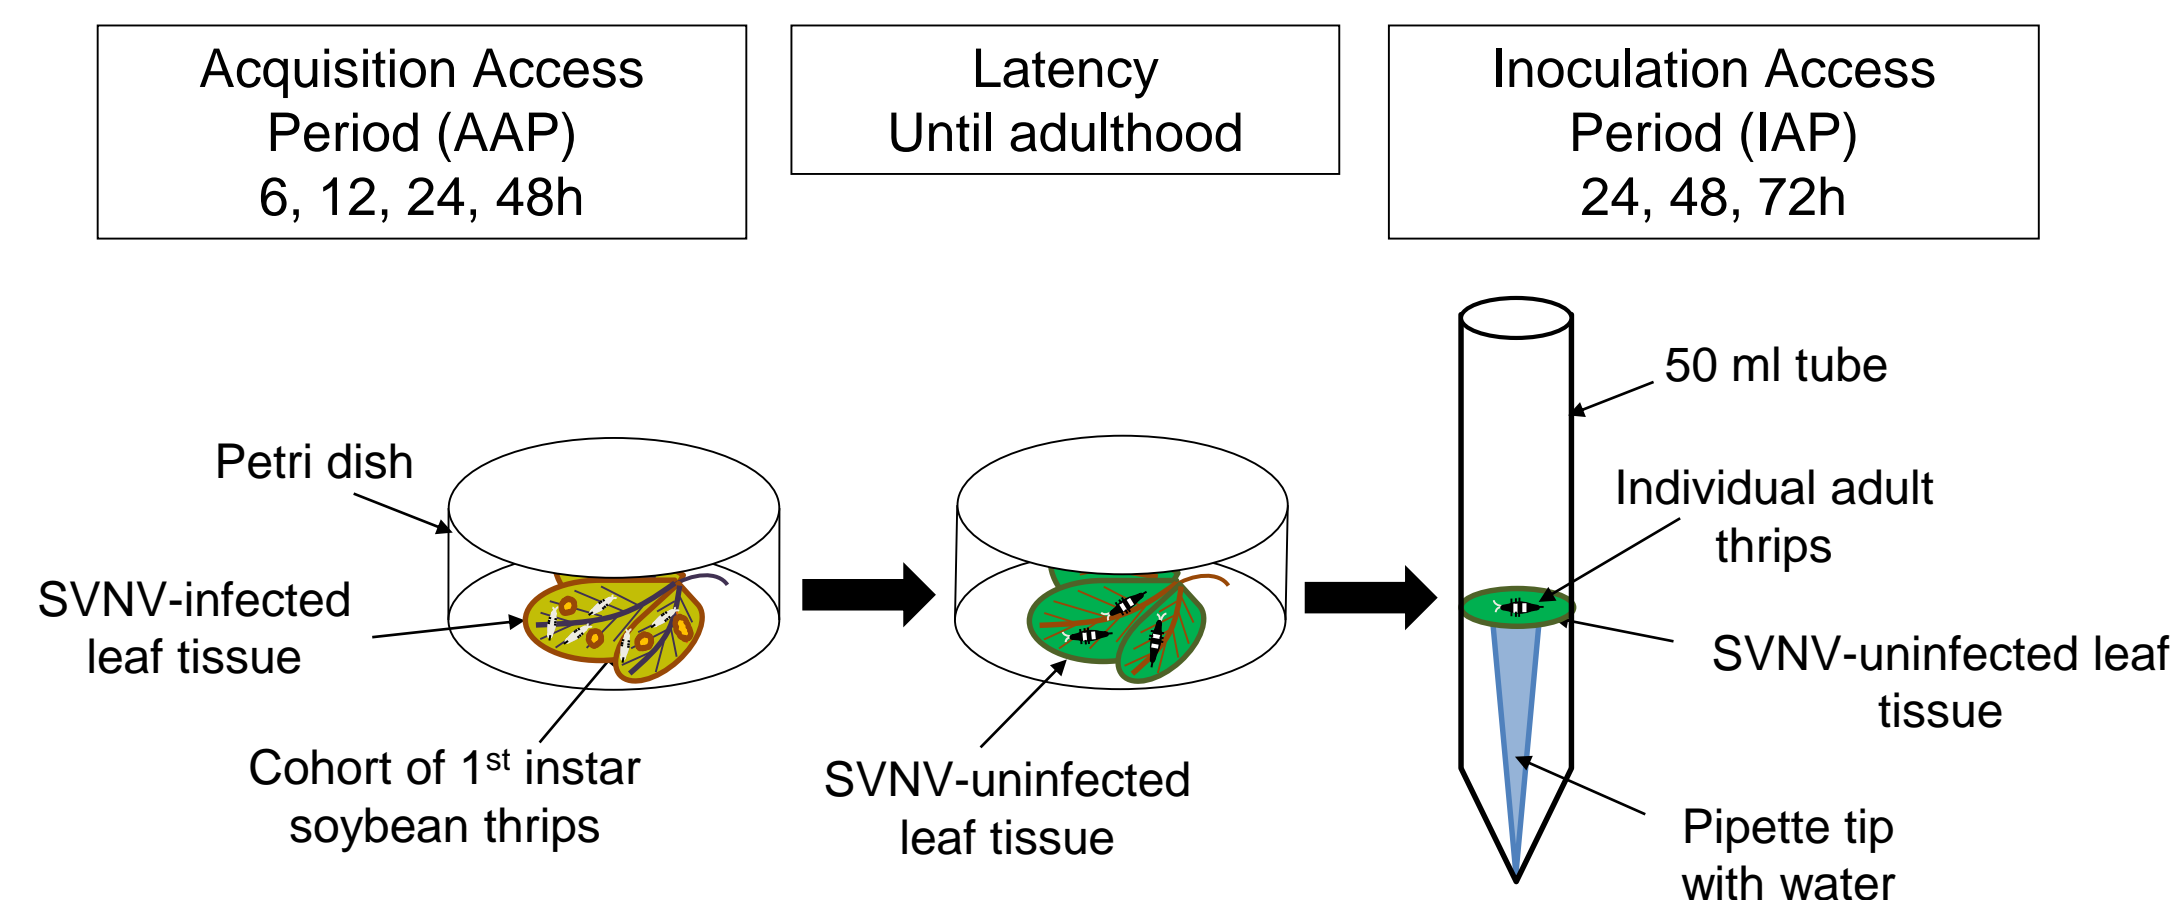 Acquisition Access
Period (AAP)
6, 12, 24, 48h
Latency
Until adulthood
Inoculation Access
Period (IAP)
24, 48, 72h
Petri dish
SVNV-infected
leaf tissue
Cohort of 1st instar
soybean thrips
SVNV-uninfected
leaf tissue
50 ml tube
Individual adult
thrips
SVNV-uninfected leaf
tissue
Pipette tip
with water